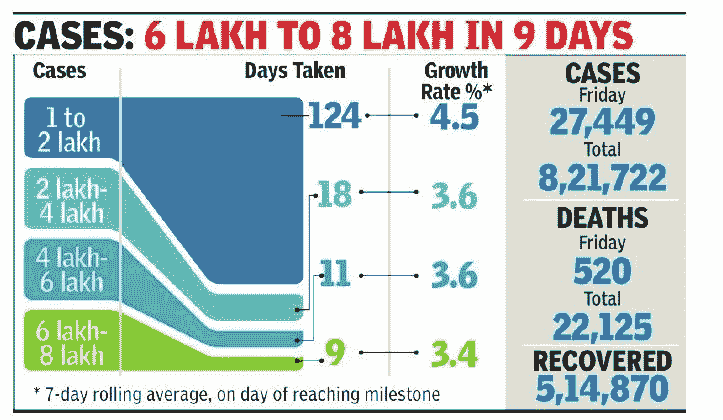 CASES: 6 LAKH TO 8 LAKH IN 9 DAYS
Cases
Days Taken
Growth
Rate %*
1 to
2 lakh
124
4.5
2 lakh-
4 lakh
18
3.6
4 lakh-
6 lakh
11
3.6
6 lakh-
8 lakh
9
3.4
* 7-day rolling average, on day of reaching milestone
CASES
Friday
27,449
Total
8,21,722
DEATHS
Friday
520
Total
22,125
RECOVERED
5,14,870